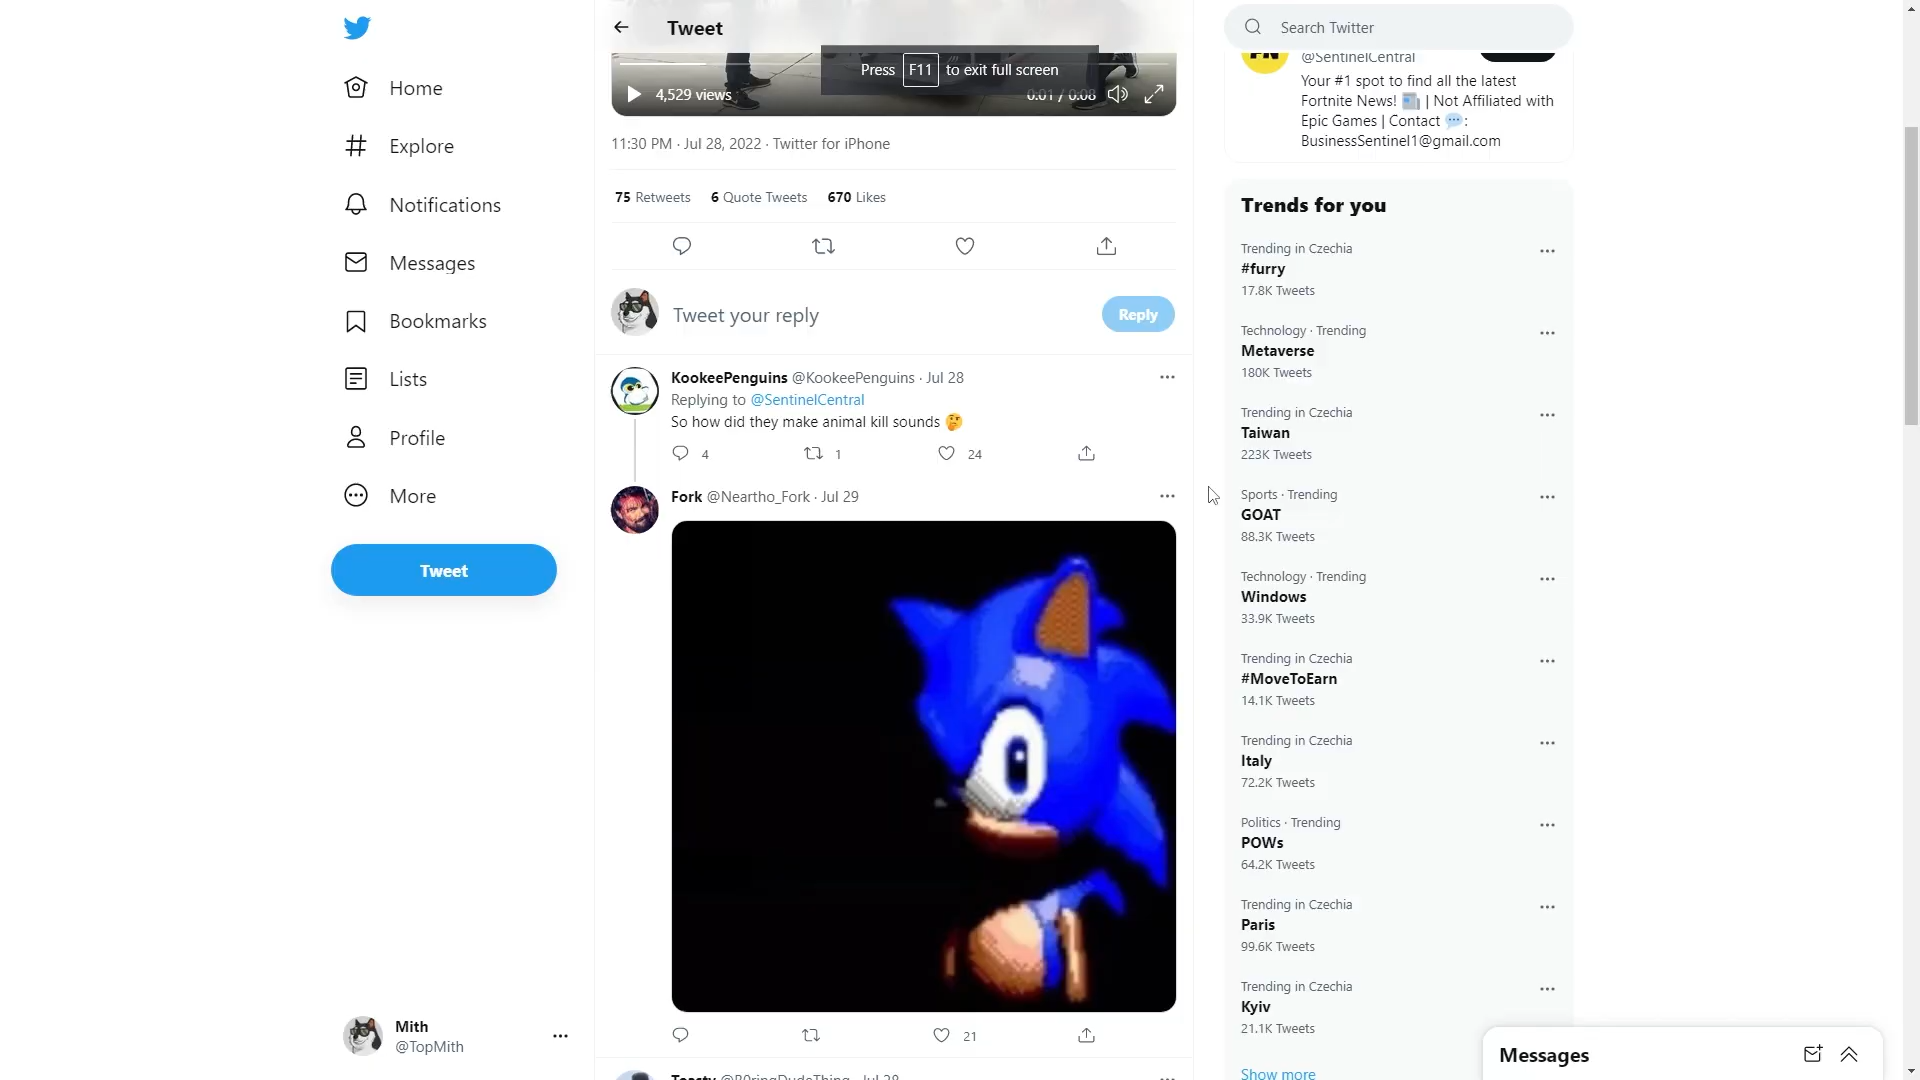 Home
Explore
Notifications
Messages
Bookmarks
Lists
Profile
More
Tweet
Mith
@TopMith
Tweet
Press F11 to exit full screen
4,529 views
0:01 / 0:08
11:30 PM · Jul 28, 2022 · Twitter for iPhone
75 Retweets 6 Quote Tweets 670 Likes
Tweet your reply
Reply
KookeePenguins @KookeePenguins · Jul 28
Replying to @SentinelCentral
So how did they make animal kill sounds 🤔
4 1 24
Fork @Neartho_Fork · Jul 29
21
Search Twitter
@SentinelCentral
Your #1 spot to find all the latest
Fortnite News! 📰 | Not Affiliated with
Epic Games | Contact 💬:
BusinessSentinel1@gmail.com
Trends for you
Trending in Czechia
#furry
17.8K Tweets
Technology · Trending
Metaverse
180K Tweets
Trending in Czechia
Taiwan
223K Tweets
Sports · Trending
GOAT
88.3K Tweets
Technology · Trending
Windows
33.9K Tweets
Trending in Czechia
#MoveToEarn
14.1K Tweets
Trending in Czechia
Italy
72.2K Tweets
Politics · Trending
POWs
64.2K Tweets
Trending in Czechia
Paris
99.6K Tweets
Trending in Czechia
Kyiv
21.1K Tweets
Show more
Messages